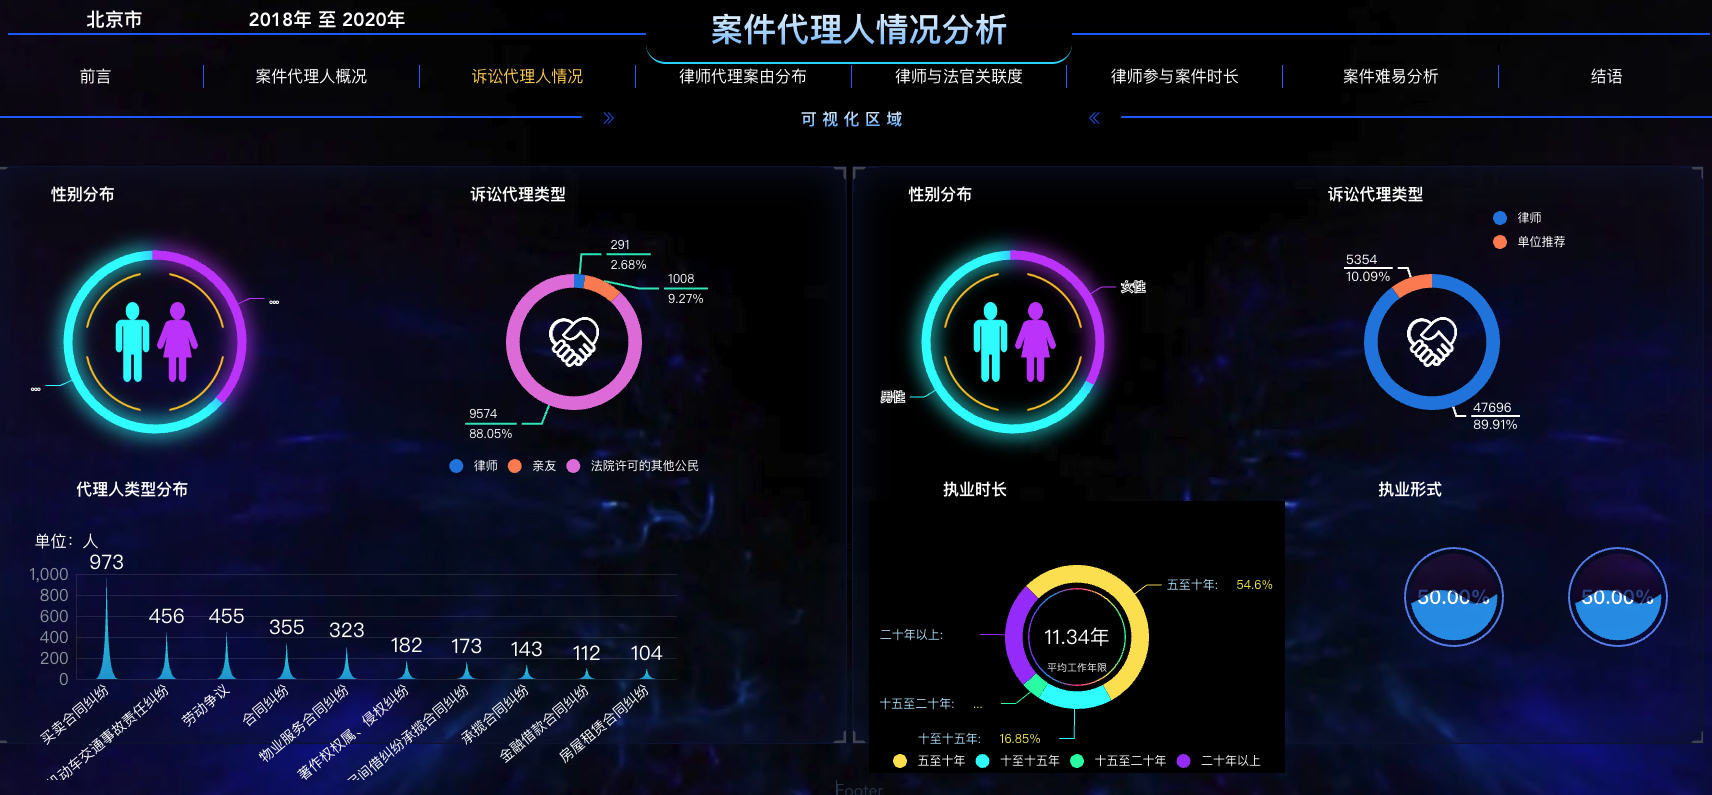 北京市
2018年 至 2020年
案件代理人情况分析
前言
案件代理人概况
诉讼代理人情况
律师代理案由分布
律师与法官关联度
律师参与案件时长
案件难易分析
结语
可视化区域
性别分布
诉讼代理类型
291
2.68%
1008
9.27%
9574
88.05%
律师
亲友
法院许可的其他公民
代理人类型分布
单位：人
973
456
455
355
323
182
173
143
112
104
1,000
800
600
400
200
0
买卖合同纠纷
机动车交通事故责任纠纷
劳动争议
合同纠纷
物业服务合同纠纷
著作权权属、侵权纠纷
民间借纠纷承揽合同纠纷
承揽合同纠纷
金融借款合同纠纷
房屋租赁合同纠纷
性别分布
女性
男性
诉讼代理类型
律师
单位推荐
5354
10.09%
47696
89.91%
执业时长
五至十年: 54.6%
二十年以上:
十五至二十年: ...
十至十五年: 16.85%
11.34年
平均工作年限
五至十年
十至十五年
十五至二十年
二十年以上
执业形式
50.00%
50.00%
Footer